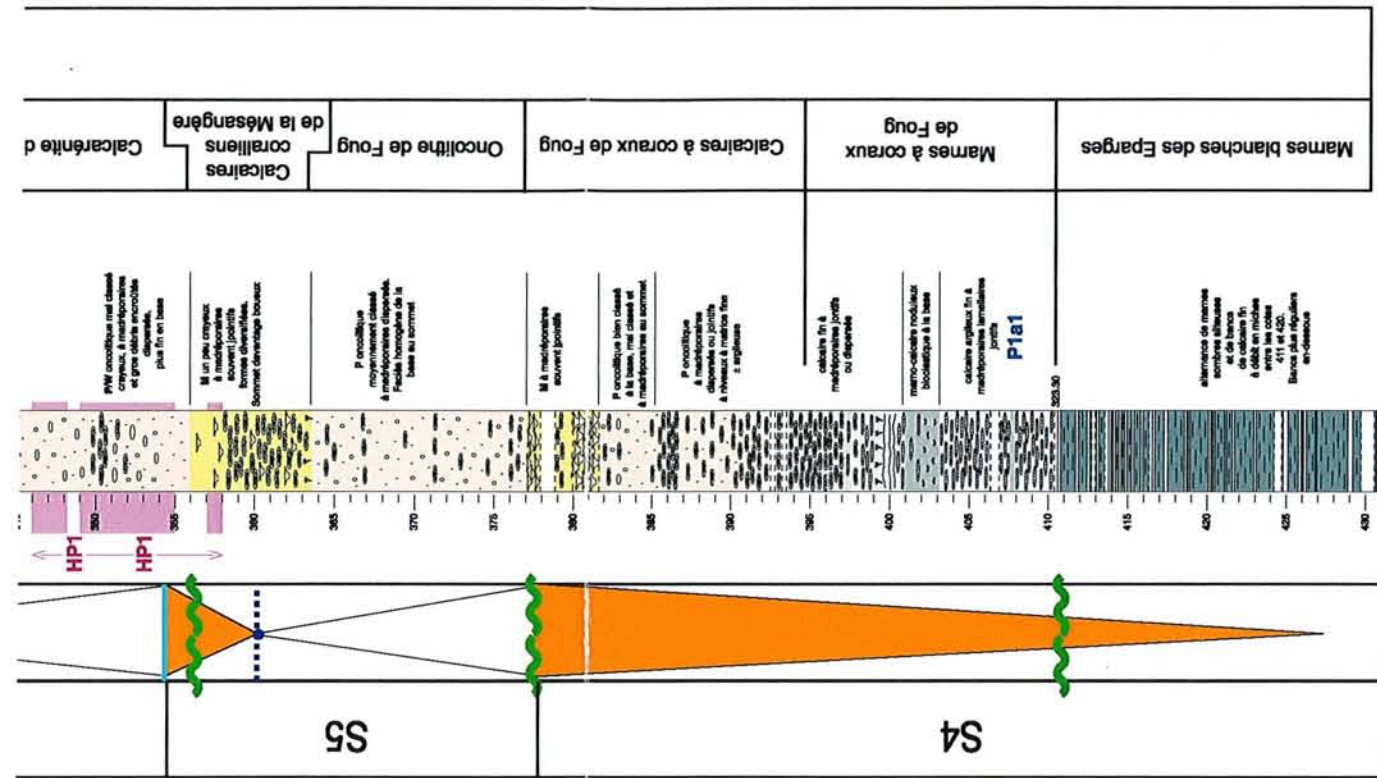 Calcarénite d
Calcaires
coralliens
de la Mésangère
Oncolithe de Foug
Calcaires à coraux de Foug
Marnes à coraux
de Foug
Marnes blanches des Eparges
P/W oncolitique mal classé
crayeux, à madréporaires
et gros débris encroûtés
dispersés,
plus fin en base
M un peu crayeux
à madréporaires
souvent jpointifs
formes diversifiées.
Sommet davantage boueux
P oncolitique
moyennement classé
à madréporaires dispersés.
Faciès homogène de la
base au sommet
M à madréporaires
souvent jpointifs
P oncolitique bien classé
à la base, mal classé et
à madréporaires au sommet
P oncolitique
à madréporaires
dispersés ou jointifs
à niveaux à matrice fine
± argileuse
calcaire fin à
madréporaires jontifs
ou dispersés
marno-calcaire noduleux
bioclastique à la base
calcaire argileux fin à
madréporaires lamellaires
jontifs
P1a1
323.30
alternance de marnes
sombres silteuses
et de bancs
de calcaire fin
à débit en miches
entre les cotes
411 et 420.
Bancs plus réguliers
en-dessous
350
355
360
365
370
375
380
385
390
395
400
405
410
415
420
425
430
HP1
HP1
S5
S4